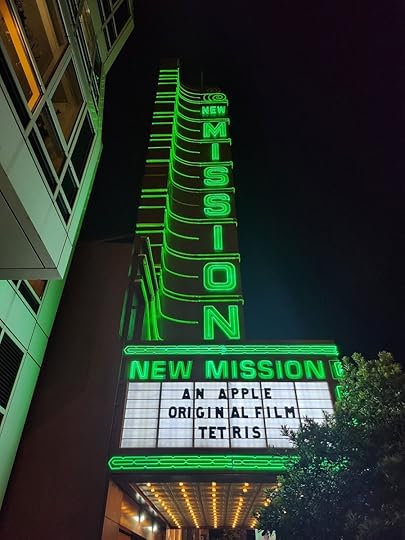 NEW
MISSION
NEW MISSION
AN APPLE
ORIGINAL FILM
TETRIS